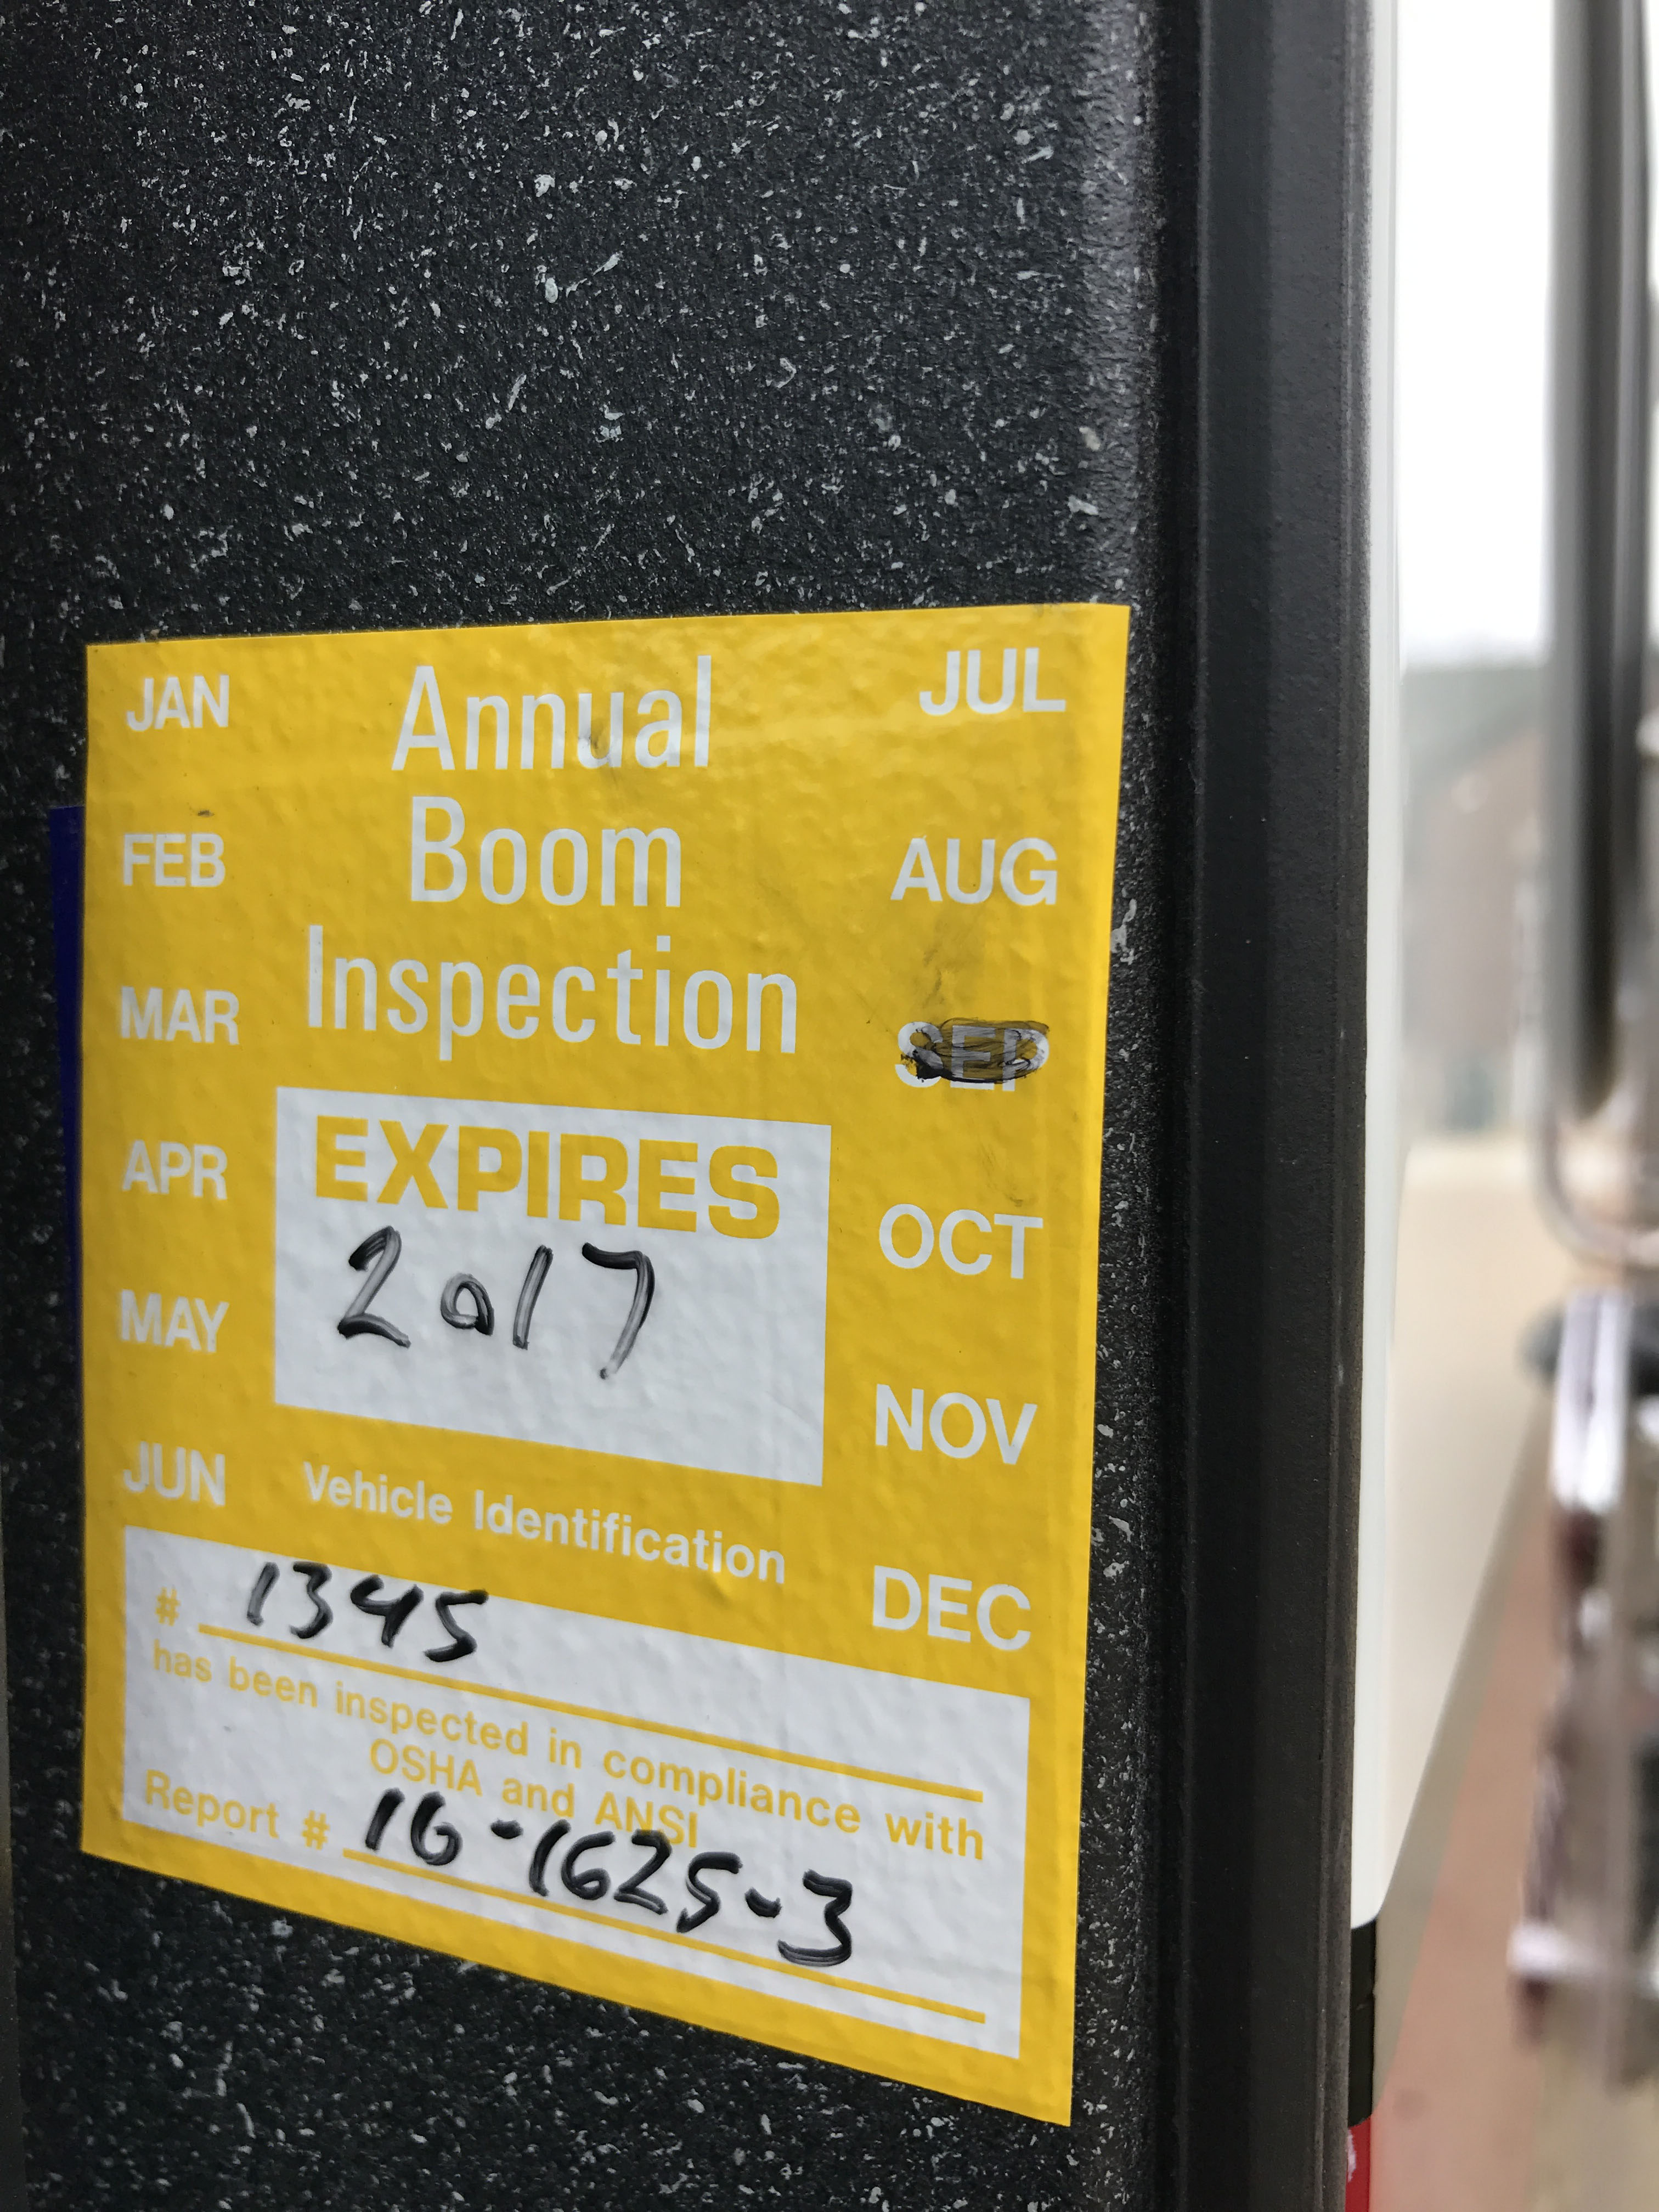 Annual
Boom
Inspection
JAN
FEB
MAR
APR
MAY
JUN
JUL
AUG
SEP
OCT
NOV
DEC
EXPIRES
2017
Vehicle Identification
# 1345
has been inspected in compliance with
OSHA and ANSI
Report # 16-1625-3